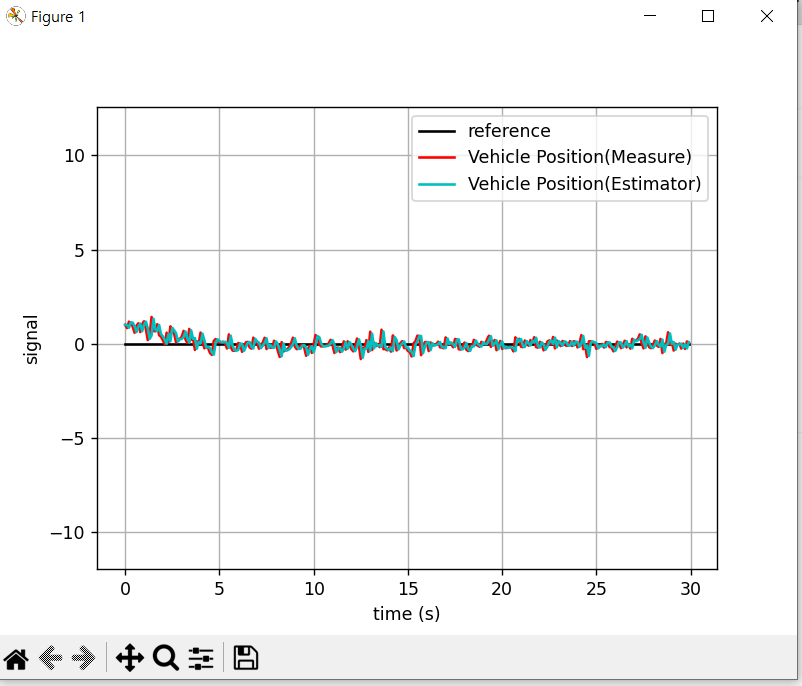 Figure 1
reference
Vehicle Position(Measure)
Vehicle Position(Estimator)
10
5
0
−5
−10
signal
0 5 10 15 20 25 30
time (s)